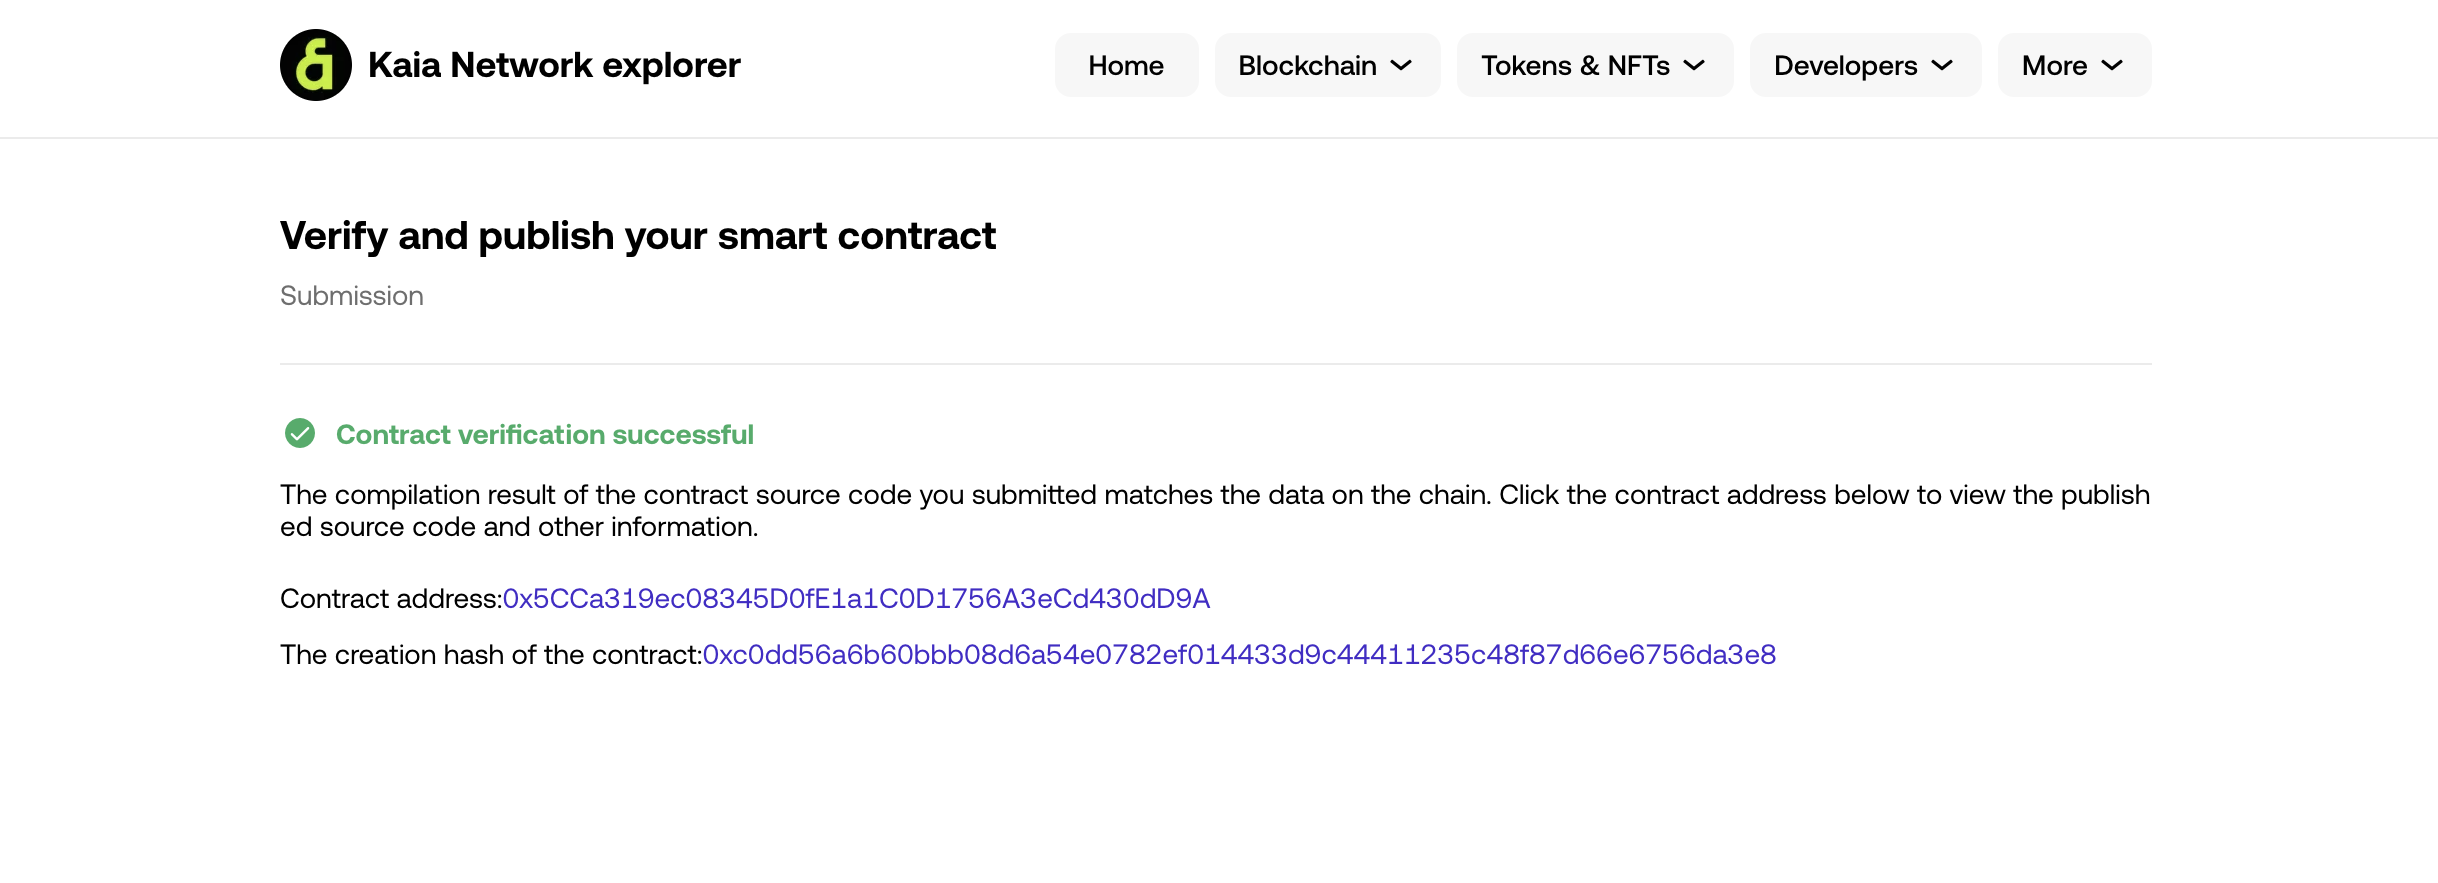 Kaia Network explorer
Home
Blockchain
Tokens & NFTs
Developers
More
Verify and publish your smart contract
Submission
Contract verification successful
The compilation result of the contract source code you submitted matches the data on the chain. Click the contract address below to view the publish
ed source code and other information.
Contract address:0x5CCa319ec08345D0fE1a1C0D1756A3eCd430dD9A
The creation hash of the contract:0xc0dd56a6b60bbb08d6a54e0782ef014433d9c44411235c48f87d66e6756da3e8